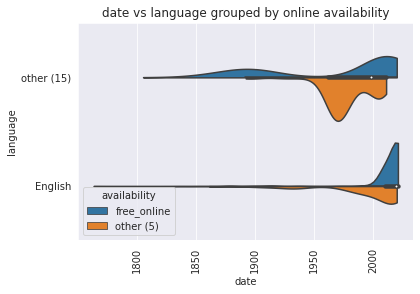 date vs language grouped by online availability
other (15)
language
English
availability
free_online
other (5)
1800
1850
1900
1950
2000
date